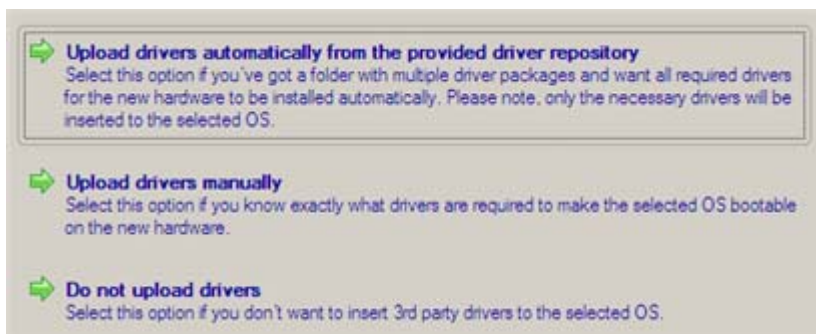 Upload drivers automatically from the provided driver repository
Select this option if you've got a folder with multiple driver packages and want all required drivers
for the new hardware to be installed automatically. Please note, only the necessary drivers will be
inserted to the selected OS.
Upload drivers manually
Select this option if you know exactly what drivers are required to make the selected OS bootable
on the new hardware.
Do not upload drivers
Select this option if you don't want to insert 3rd party drivers to the selected OS.